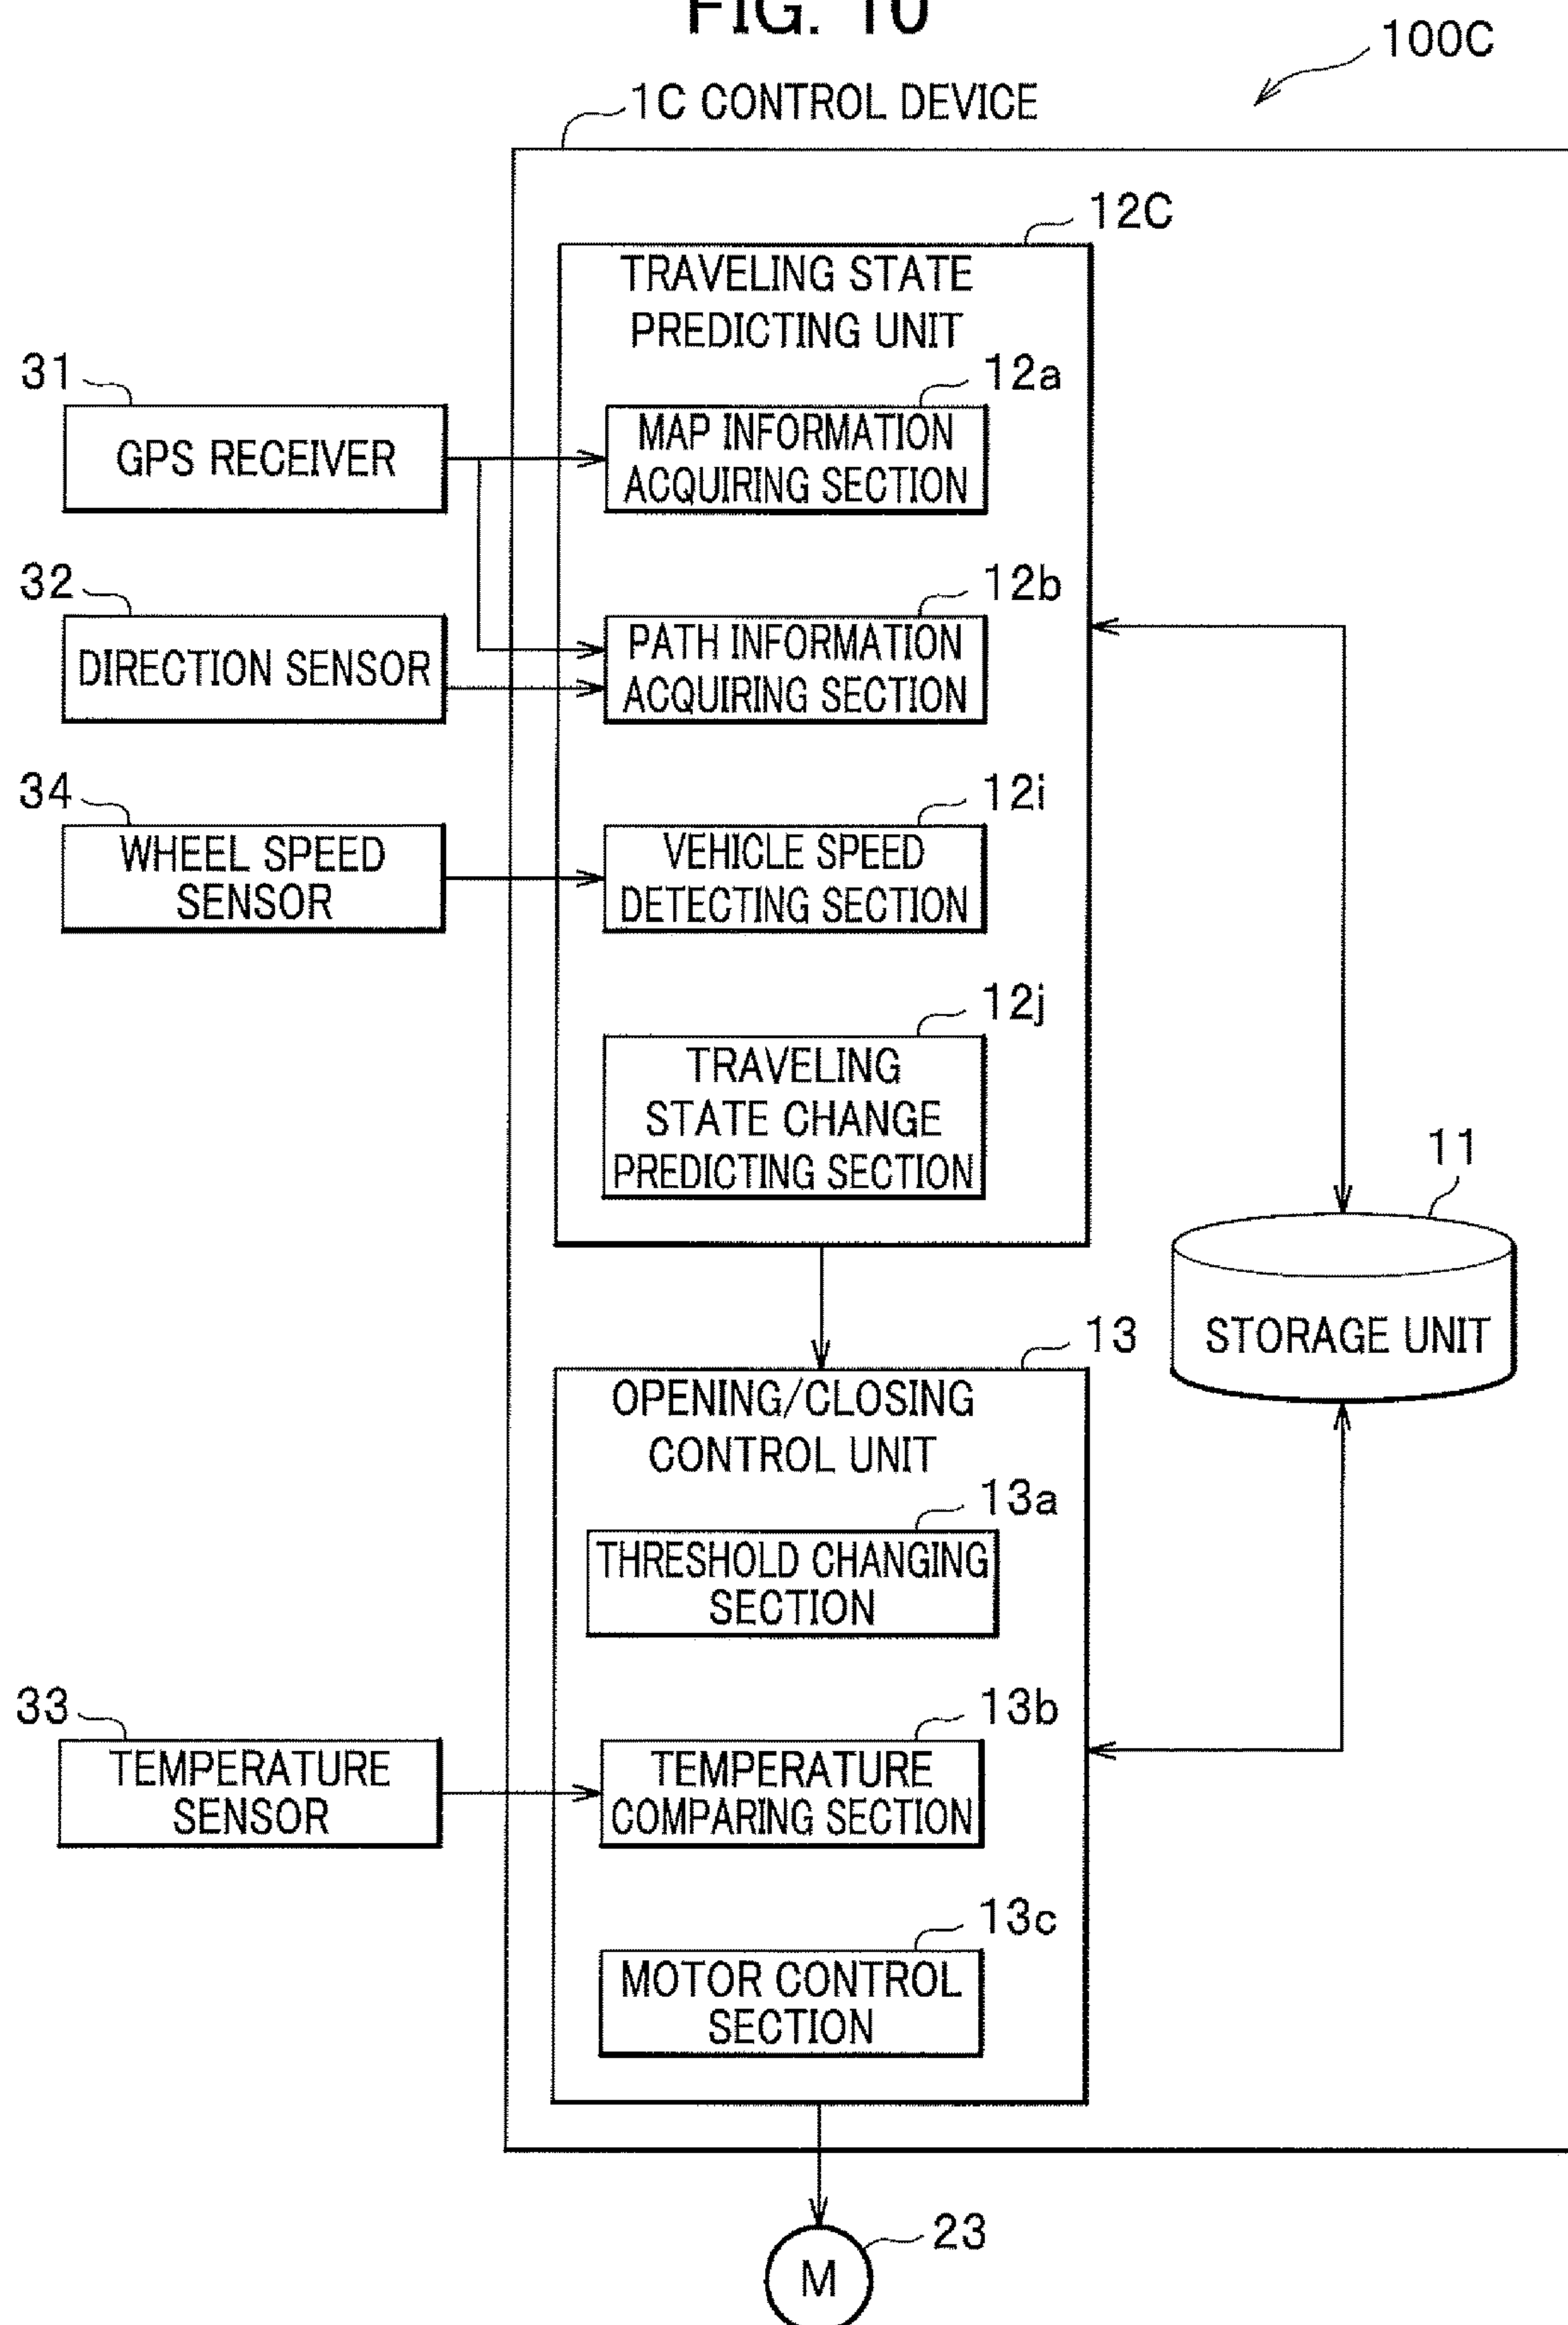 FIG. 10
100C
1C CONTROL DEVICE
12C
TRAVELING STATE
PREDICTING UNIT
31
12a
GPS RECEIVER
MAP INFORMATION
ACQUIRING SECTION
32
12b
DIRECTION SENSOR
PATH INFORMATION
ACQUIRING SECTION
34
12i
WHEEL SPEED
SENSOR
VEHICLE SPEED
DETECTING SECTION
12j
TRAVELING
STATE CHANGE
PREDICTING SECTION
11
STORAGE UNIT
13
OPENING/CLOSING
CONTROL UNIT
13a
THRESHOLD CHANGING
SECTION
33
13b
TEMPERATURE
SENSOR
TEMPERATURE
COMPARING SECTION
13c
MOTOR CONTROL
SECTION
23
M